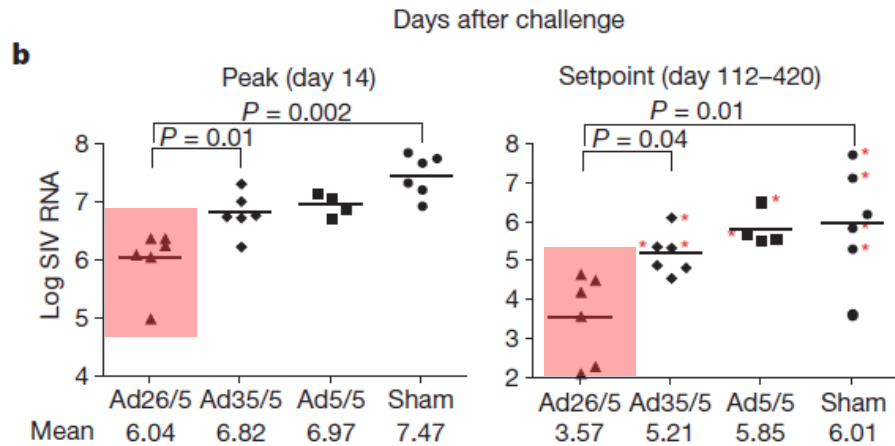 Days after challenge
b
Peak (day 14)
P = 0.002
P = 0.01
Log SIV RNA
8
7
6
5
4
Ad26/5 Ad35/5 Ad5/5 Sham
Mean 6.04 6.82 6.97 7.47
Setpoint (day 112–420)
P = 0.01
P = 0.04
8
7
6
5
4
3
2
* * * * * * * * * *
Ad26/5 Ad35/5 Ad5/5 Sham
3.57 5.21 5.85 6.01